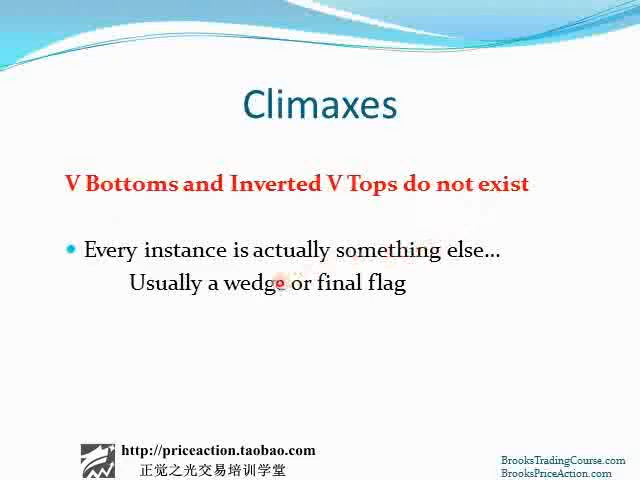 Climaxes
V Bottoms and Inverted V Tops do not exist
Every instance is actually something else...
Usually a wedge or final flag
http://priceaction.taobao.com
正觉之光交易培训学堂
BrooksTradingCourse.com
BrooksPriceAction.com